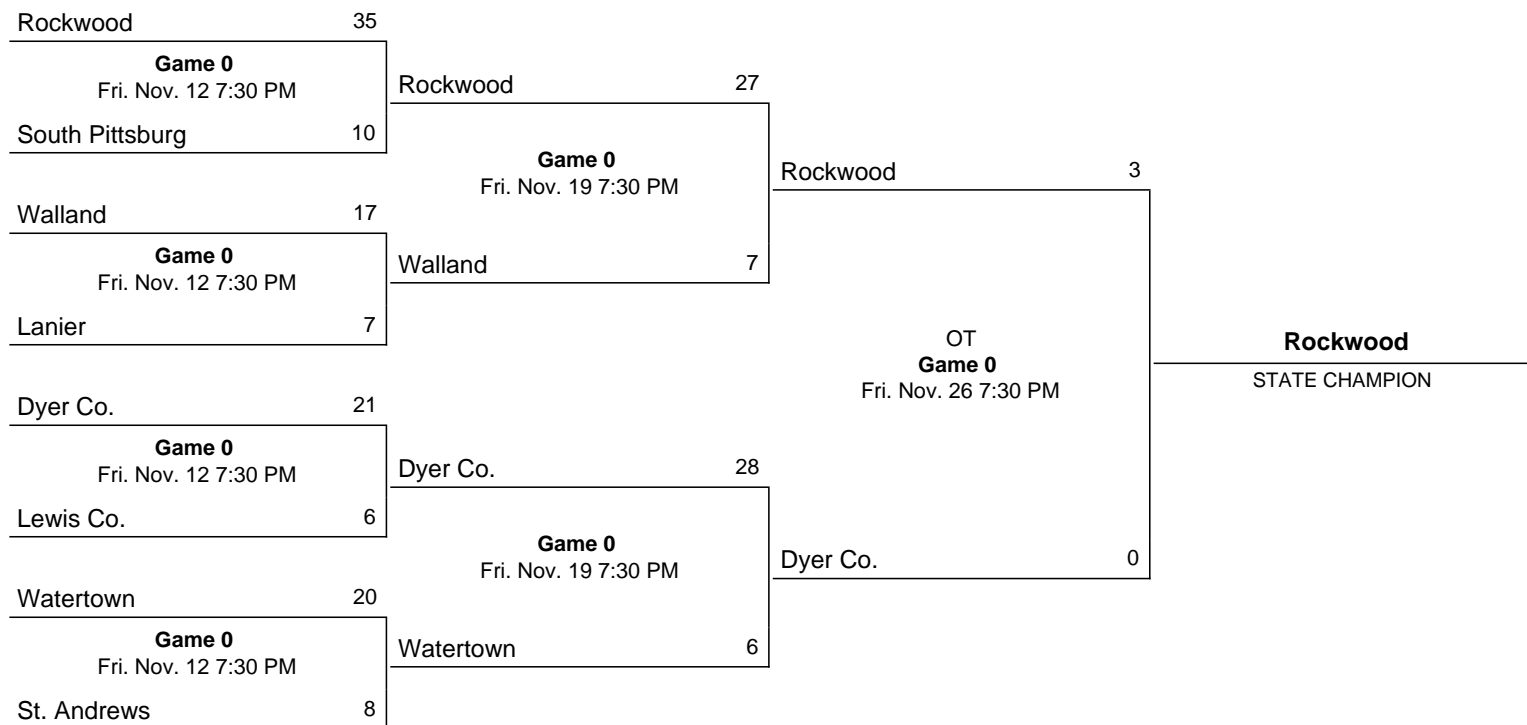 Rockwood 35
Game 0
Fri. Nov. 12 7:30 PM
South Pittsburg 10
Walland 17
Game 0
Fri. Nov. 12 7:30 PM
Lanier 7
Dyer Co. 21
Game 0
Fri. Nov. 12 7:30 PM
Lewis Co. 6
Watertown 20
Game 0
Fri. Nov. 12 7:30 PM
St. Andrews 8
Rockwood 27
Game 0
Fri. Nov. 19 7:30 PM
Walland 7
Dyer Co. 28
Game 0
Fri. Nov. 19 7:30 PM
Watertown 6
Rockwood 3
OT
Game 0
Fri. Nov. 26 7:30 PM
Dyer Co. 0
Rockwood
STATE CHAMPION